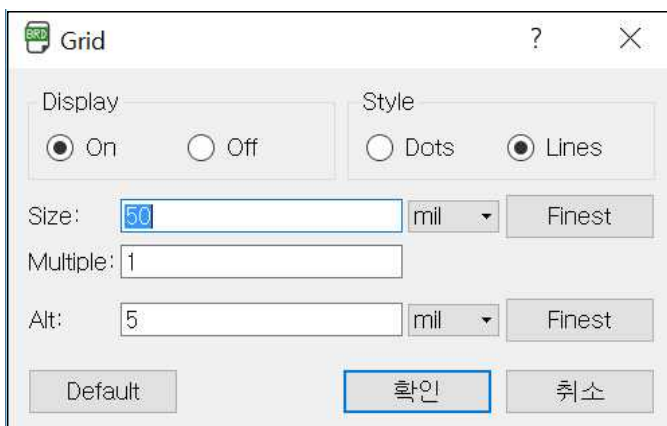 BRD Grid ?
Display Style
On Off Dots Lines
Size: 50 mil Finest
Multiple: 1
Alt: 5 mil Finest
Default 확인 취소